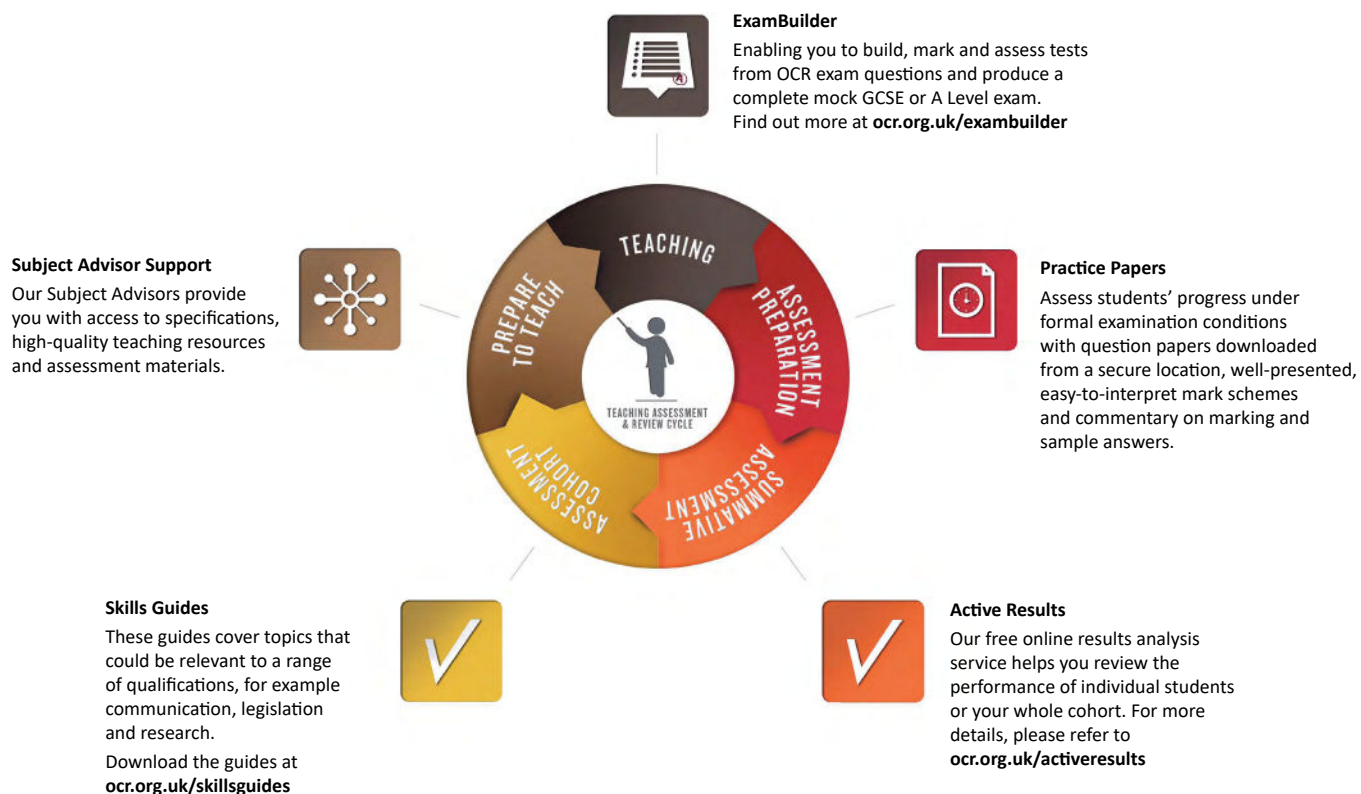 ExamBuilder
Enabling you to build, mark and assess tests
from OCR exam questions and produce a
complete mock GCSE or A Level exam.
Find out more at ocr.org.uk/exambuilder
Subject Advisor Support
Our Subject Advisors provide
you with access to specifications,
high-quality teaching resources
and assessment materials.
TEACHING
PREPARE
TO TEACH
ASSESSMENT
PREPARATION
TEACHING ASSESSMENT
& REVIEW CYCLE
ASSESSMENT
COHORT
SUMMATIVE
ASSESSMENT
A
Practice Papers
Assess students’ progress under
formal examination conditions
with question papers downloaded
from a secure location, well-presented,
easy-to-interpret mark schemes
and commentary on marking and
sample answers.
Skills Guides
These guides cover topics that
could be relevant to a range
of qualifications, for example
communication, legislation
and research.
Download the guides at
ocr.org.uk/skillsguides
Active Results
Our free online results analysis
service helps you review the
performance of individual students
or your whole cohort. For more
details, please refer to
ocr.org.uk/activeresults